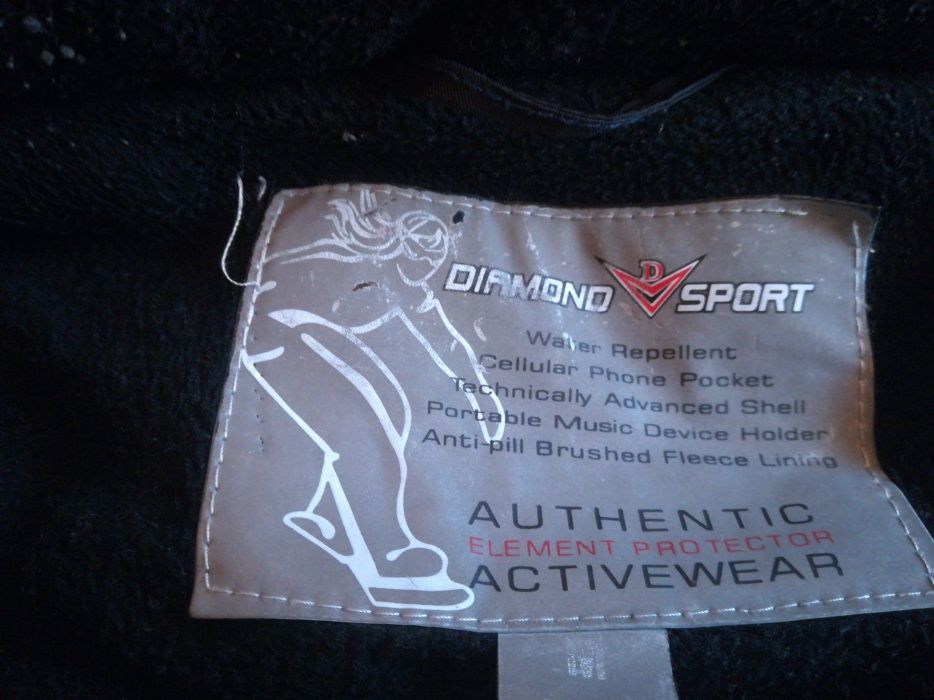 DIAMOND D SPORT
Water Repellent
Cellular Phone Pocket
Technically Advanced Shell
Portable Music Device Holder
Anti-pill Brushed Fleece Lining
AUTHENTIC
ELEMENT PROTECTOR
ACTIVEWEAR